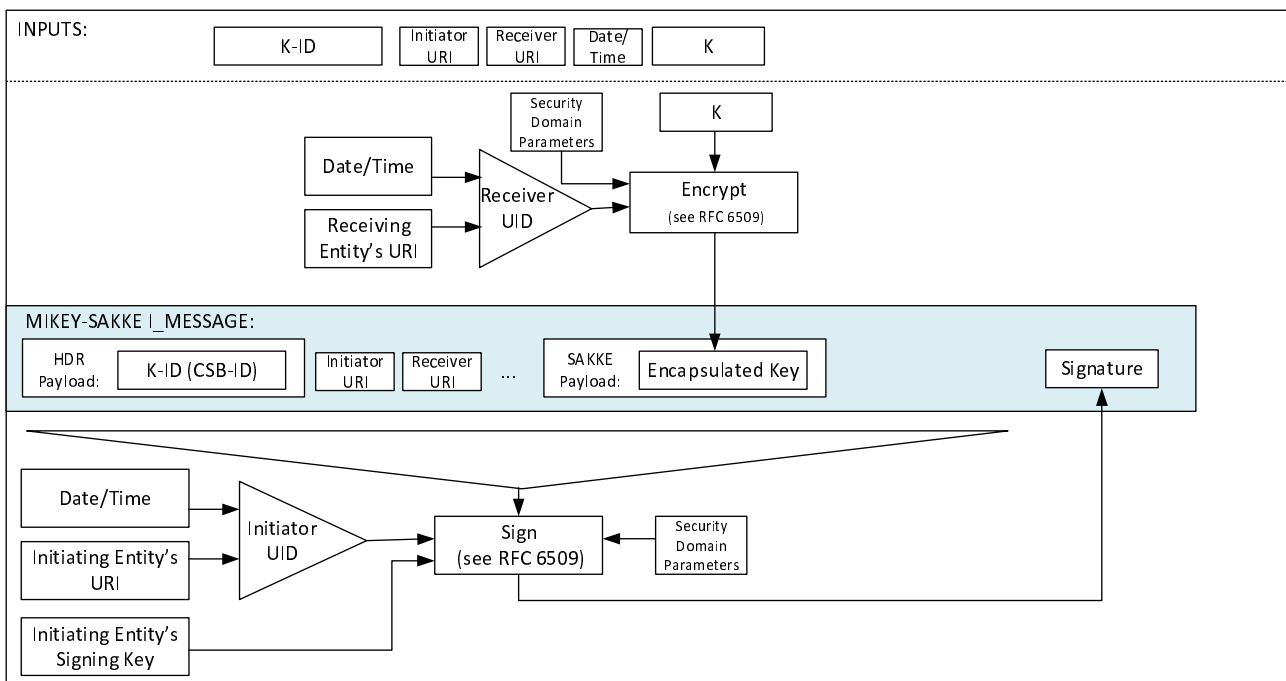 INPUTS:
K-ID
Initiator
URI
Receiver
URI
Date/
Time
K
Security
Domain
Parameters
K
Date/Time
Receiver
UID
Encrypt
(see RFC 6509)
Receiving
Entity's URI
MIKEY-SAKKE I_MESSAGE:
HDR
Payload:
K-ID (CSB-ID)
Initiator
URI
Receiver
URI
...
SAKKE
Payload:
Encapsulated Key
Signature
Date/Time
Initiator
UID
Sign
(see RFC 6509)
Security
Domain
Parameters
Initiating Entity's
URI
Initiating Entity's
Signing Key